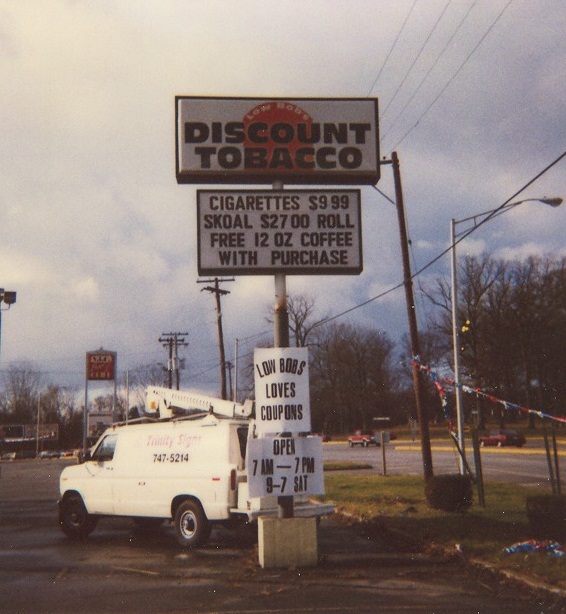 Low Bobs
DISCOUNT
TOBACCO
CIGARETTES $9 99
SKOAL $27 00 ROLL
FREE 12 OZ COFFEE
WITH PURCHASE
LOW BOBS
LOVES
COUPONS
OPEN
7 AM — 7 PM
9-7 SAT
Trinity Signs
747-5214